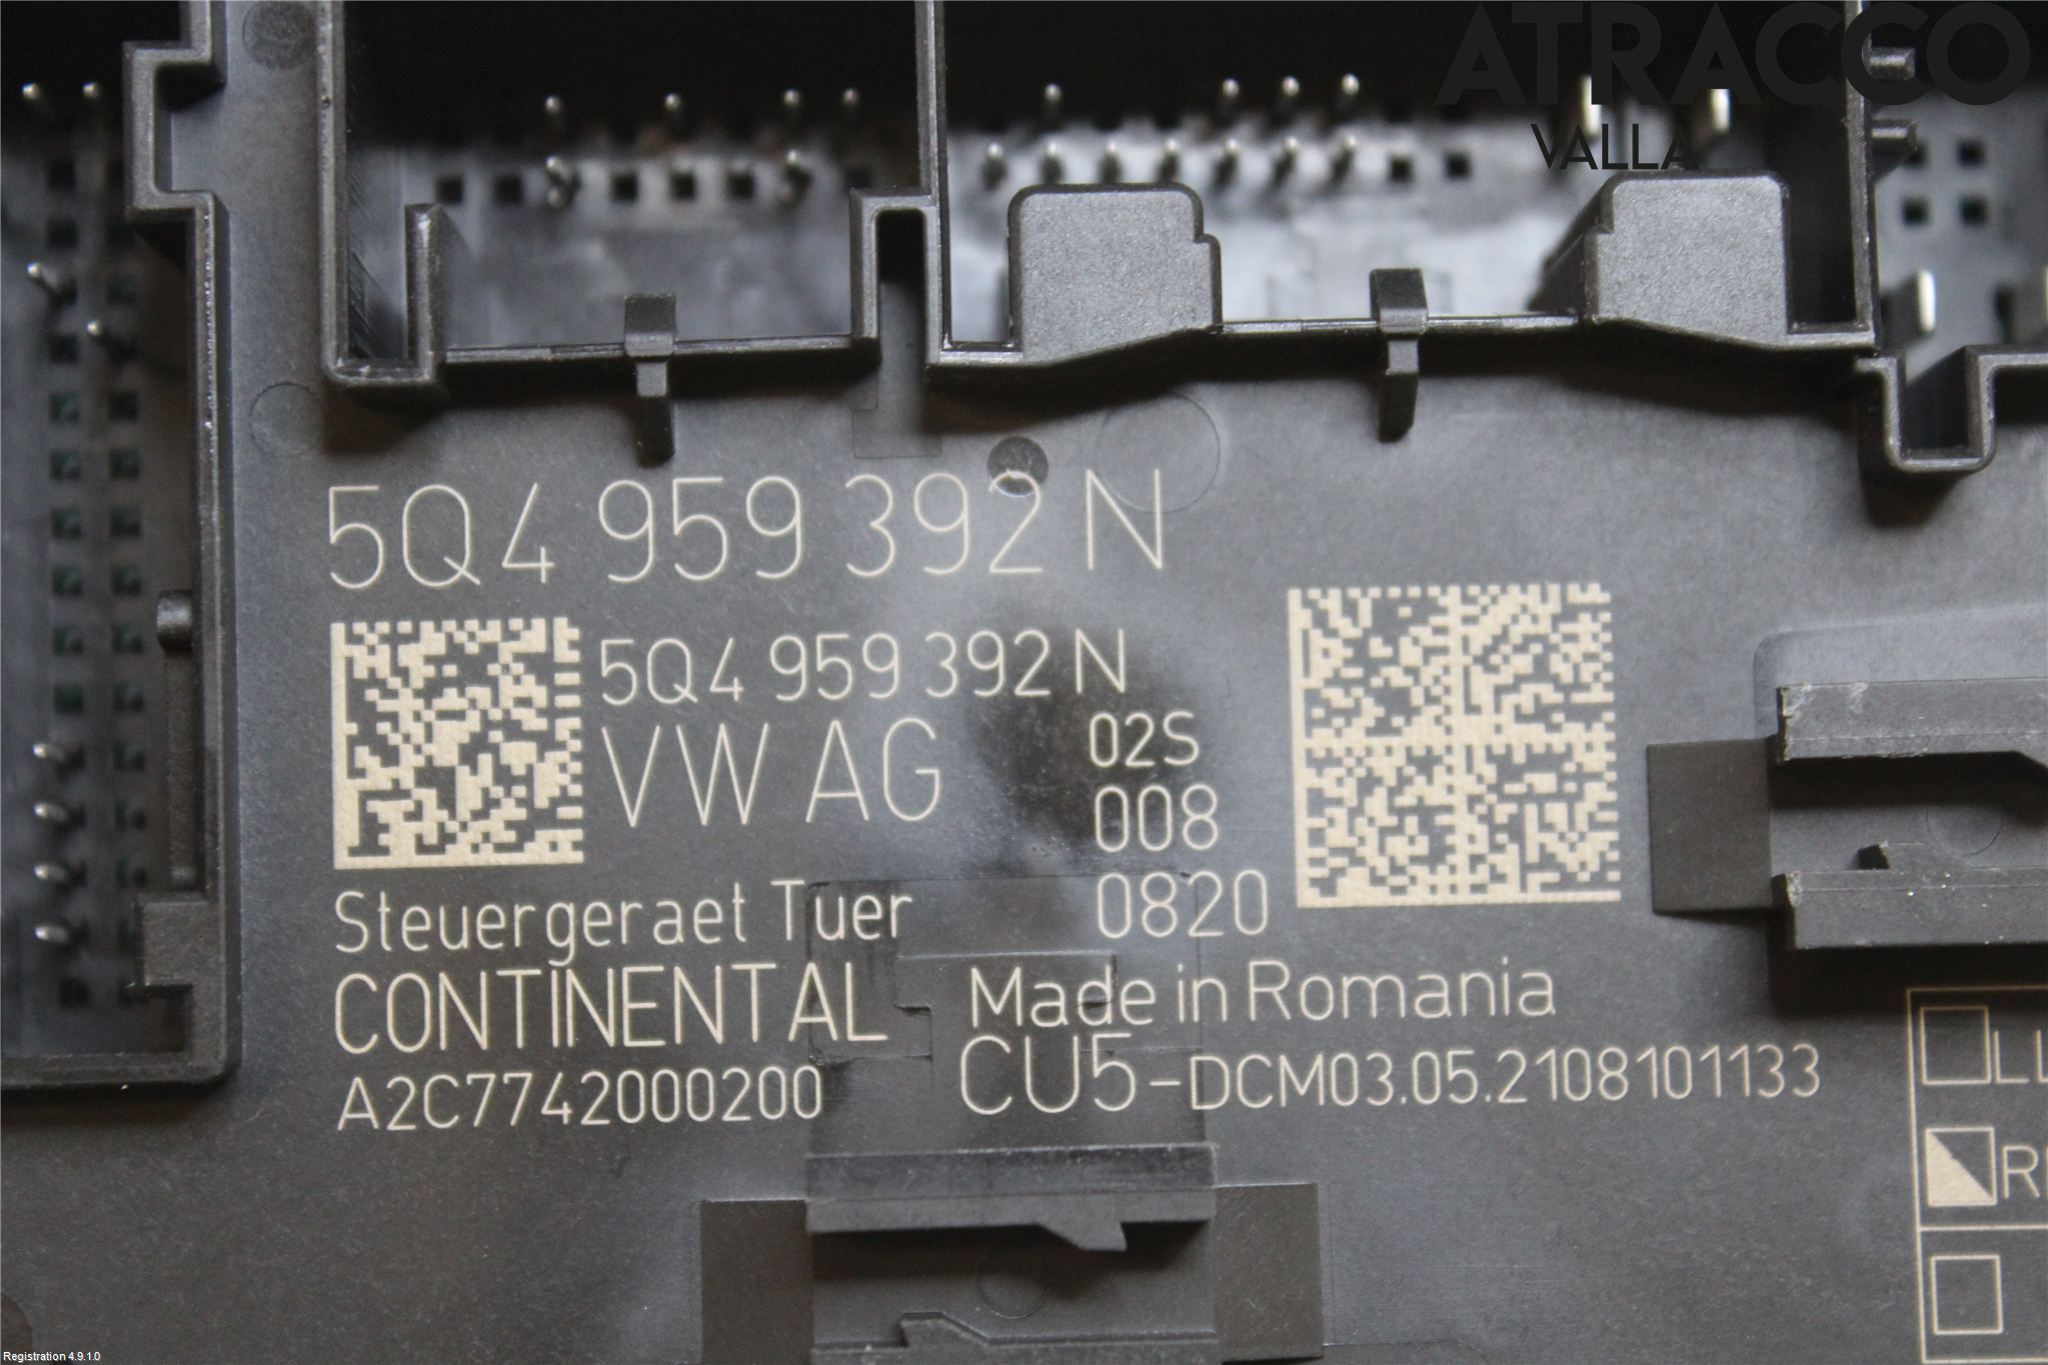 ATRACCO
VALLA
5Q4 959 392 N
5Q4 959 392 N
VW AG
02S
008
0820
Steuergeraet Tuer
CONTINENTAL
Made in Romania
A2C7742000200
CU5-DCM03.05.2108101133
Registration 4.9.1.0